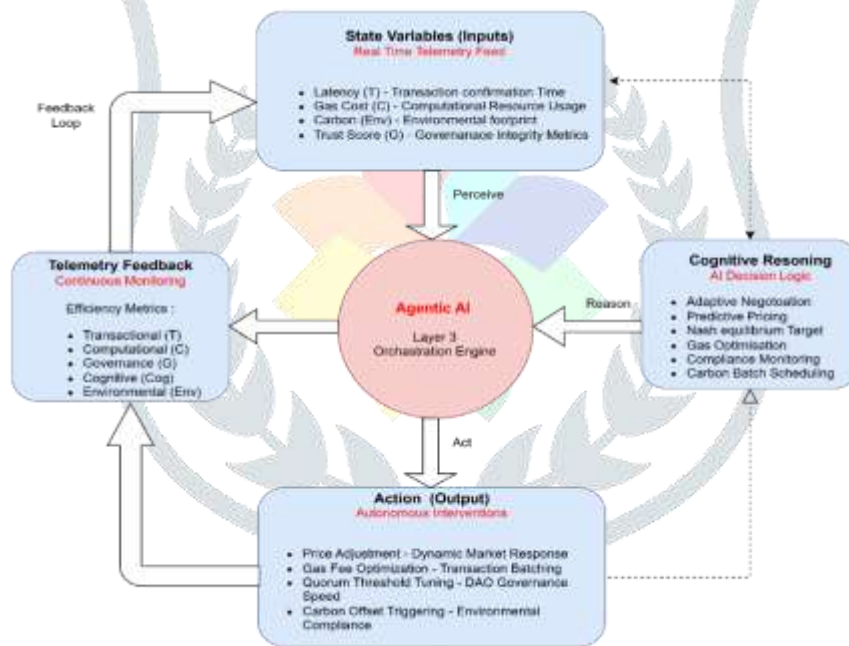 State Variables (Inputs)
Real Time Telemetry Feed
• Latency (T) - Transaction confirmation Time
• Gas Cost (C) - Computational Resource Usage
• Carbon (Env) - Environmental footprint
• Trust Score (G) - Governanace Integrity Metrics
Feedback
Loop
Perceive
Telemetry Feedback
Continuous Monitoring
Efficiency Metrics :
• Transactional (T)
• Computational (C)
• Governance (G)
• Cognitive (Cog)
• Environmental (Env)
Agentic AI
Layer 3
Orchestration Engine
Reason
Cognitive Resoning
AI Decision Logic
• Adaptive Negotoation
• Predictive Pricing
• Nash equilibrium Target
• Gas Optimisation
• Compliance Monitoring
• Carbon Batch Scheduling
Act
Action (Output)
Autonomous Interventions
• Price Adjustment - Dynamic Market Response
• Gas Fee Optimization - Transaction Batching
• Quorum Threshold Tuning - DAO Governance
Speed
• Carbon Offset Triggering - Environmental
Compliance